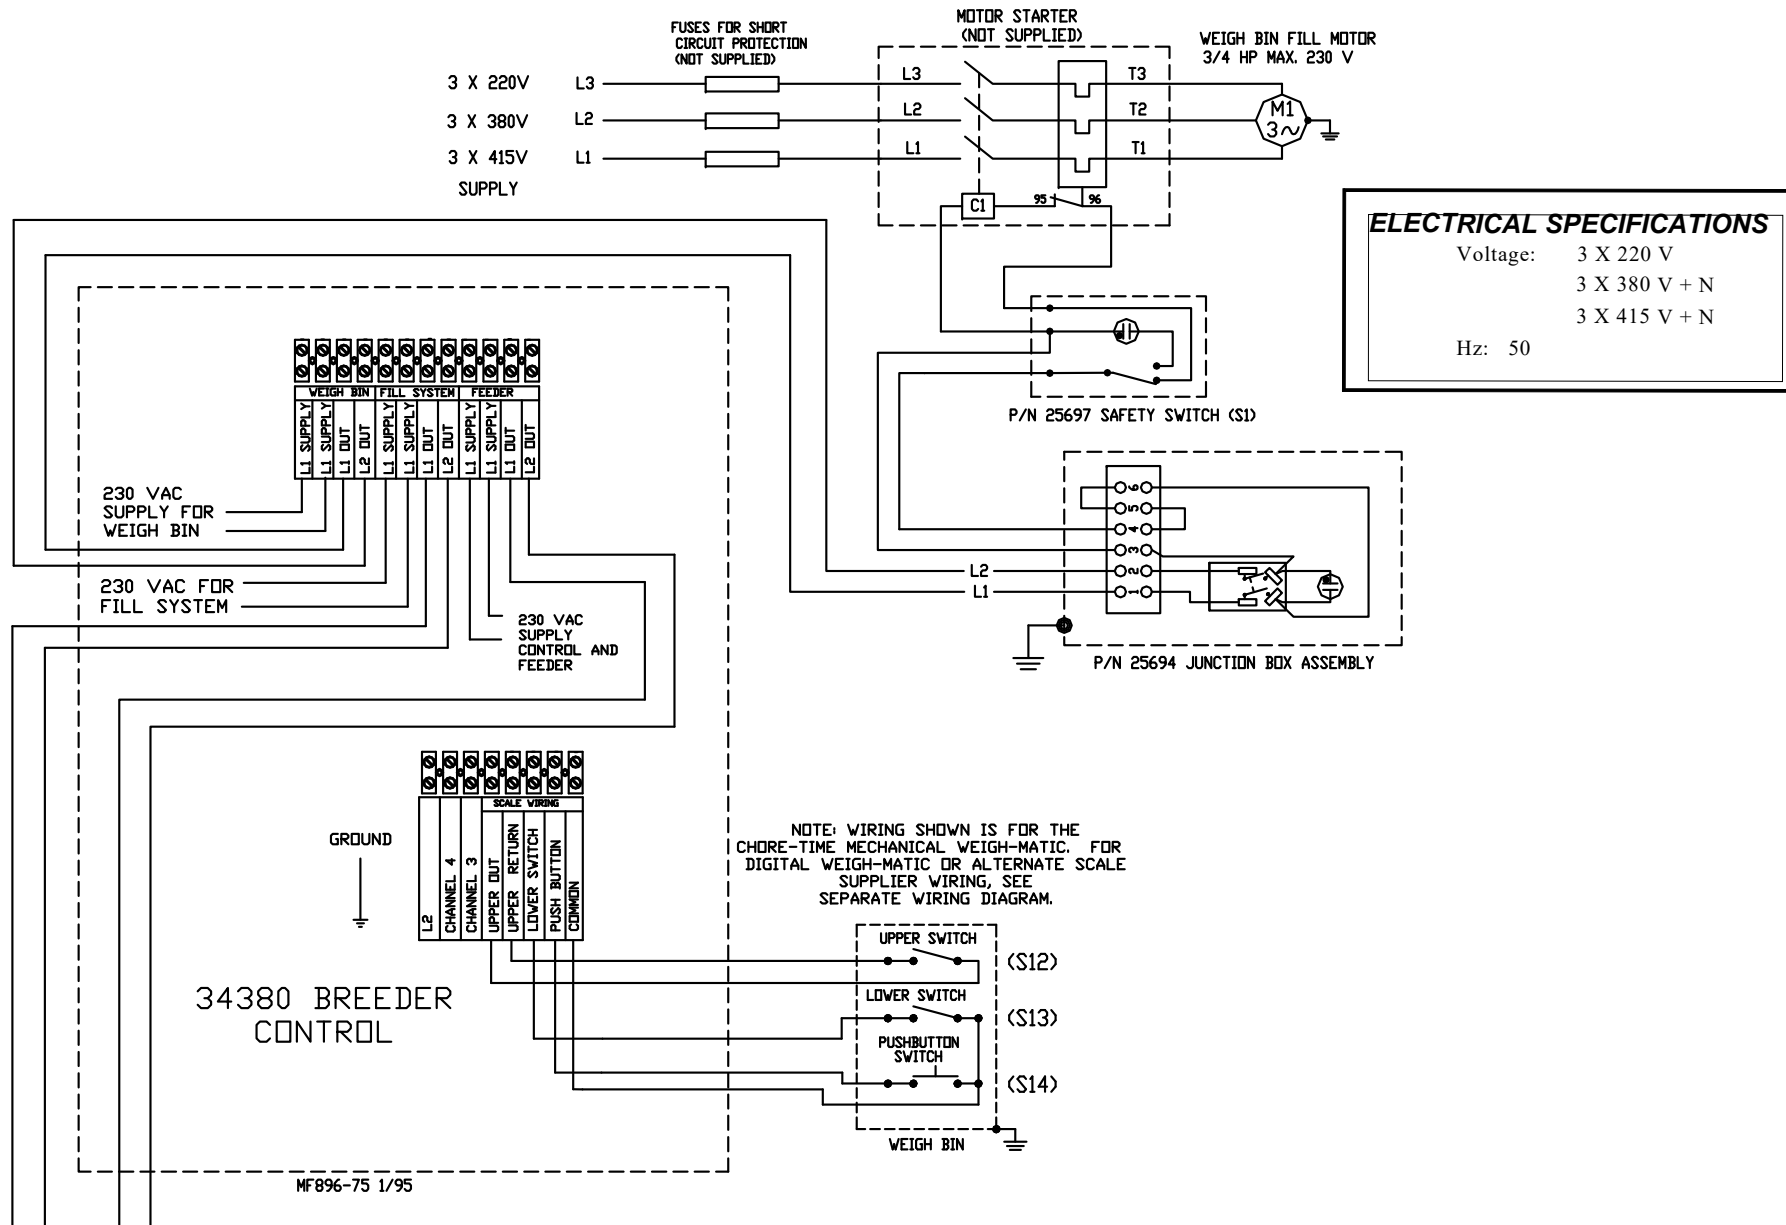 FUSES FOR SHORT
CIRCUIT PROTECTION
(NOT SUPPLIED)
MOTOR STARTER
(NOT SUPPLIED)
WEIGH BIN FILL MOTOR
3/4 HP MAX. 230 V
3 X 220V L3 L3 T3
3 X 380V L2 L2 T2
3 X 415V L1 L1 T1
SUPPLY
M1
3~
C1 95 96
ELECTRICAL SPECIFICATIONS
Voltage: 3 X 220 V
3 X 380 V + N
3 X 415 V + N
Hz: 50
P/N 25697 SAFETY SWITCH (S1)
WEIGH BIN FILL SYSTEM FEEDER
L1 SUPPLY
L1 SUPPLY
L1 OUT
L2 OUT
L1 SUPPLY
L1 SUPPLY
L1 OUT
L2 OUT
L1 SUPPLY
L1 SUPPLY
L1 OUT
L2 OUT
230 VAC
SUPPLY FOR
WEIGH BIN
230 VAC FOR
FILL SYSTEM
230 VAC
SUPPLY
CONTROL AND
FEEDER
6
5
4
3
2
1
L2
L1
P/N 25694 JUNCTION BOX ASSEMBLY
SCALE WIRING
L2
CHANNEL 4
CHANNEL 3
UPPER OUT
UPPER RETURN
LOWER SWITCH
PUSH BUTTON
COMMON
GROUND
34380 BREEDER
CONTROL
NOTE: WIRING SHOWN IS FOR THE
CHORE-TIME MECHANICAL WEIGH-MATIC. FOR
DIGITAL WEIGH-MATIC OR ALTERNATE SCALE
SUPPLIER WIRING, SEE
SEPARATE WIRING DIAGRAM.
UPPER SWITCH
(S12)
LOWER SWITCH
(S13)
PUSHBUTTON
SWITCH
(S14)
WEIGH BIN
MF896-75 1/95